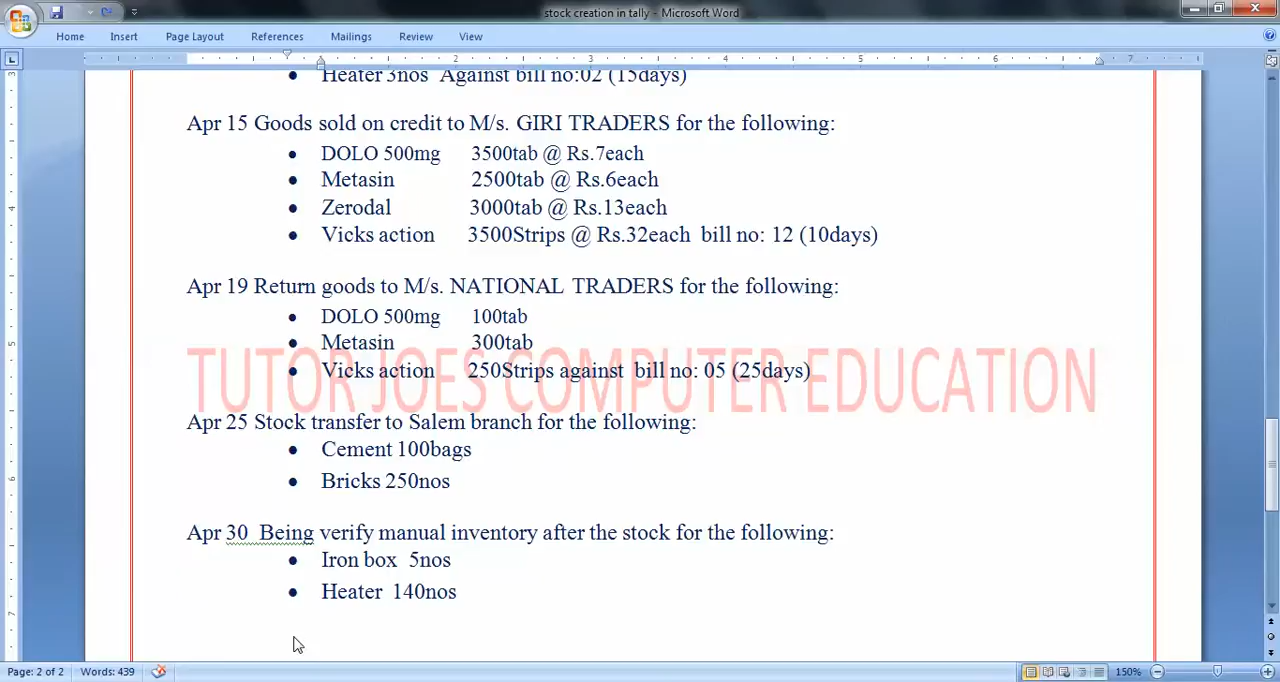 stock creation in tally - Microsoft Word
Home Insert Page Layout References Mailings Review View
2 3 4 5 6 7
Heater 3nos Against bill no:02 (15days)
Apr 15 Goods sold on credit to M/s. GIRI TRADERS for the following:
• DOLO 500mg 3500tab @ Rs.7each
• Metasin 2500tab @ Rs.6each
• Zerodal 3000tab @ Rs.13each
• Vicks action 3500Strips @ Rs.32each bill no: 12 (10days)
Apr 19 Return goods to M/s. NATIONAL TRADERS for the following:
• DOLO 500mg 100tab
• Metasin 300tab
• Vicks action 250Strips against bill no: 05 (25days)
TUTOR JOES COMPUTER EDUCATION
Apr 25 Stock transfer to Salem branch for the following:
• Cement 100bags
• Bricks 250nos
Apr 30 Being verify manual inventory after the stock for the following:
• Iron box 5nos
• Heater 140nos
Page: 2 of 2 Words: 439 150%